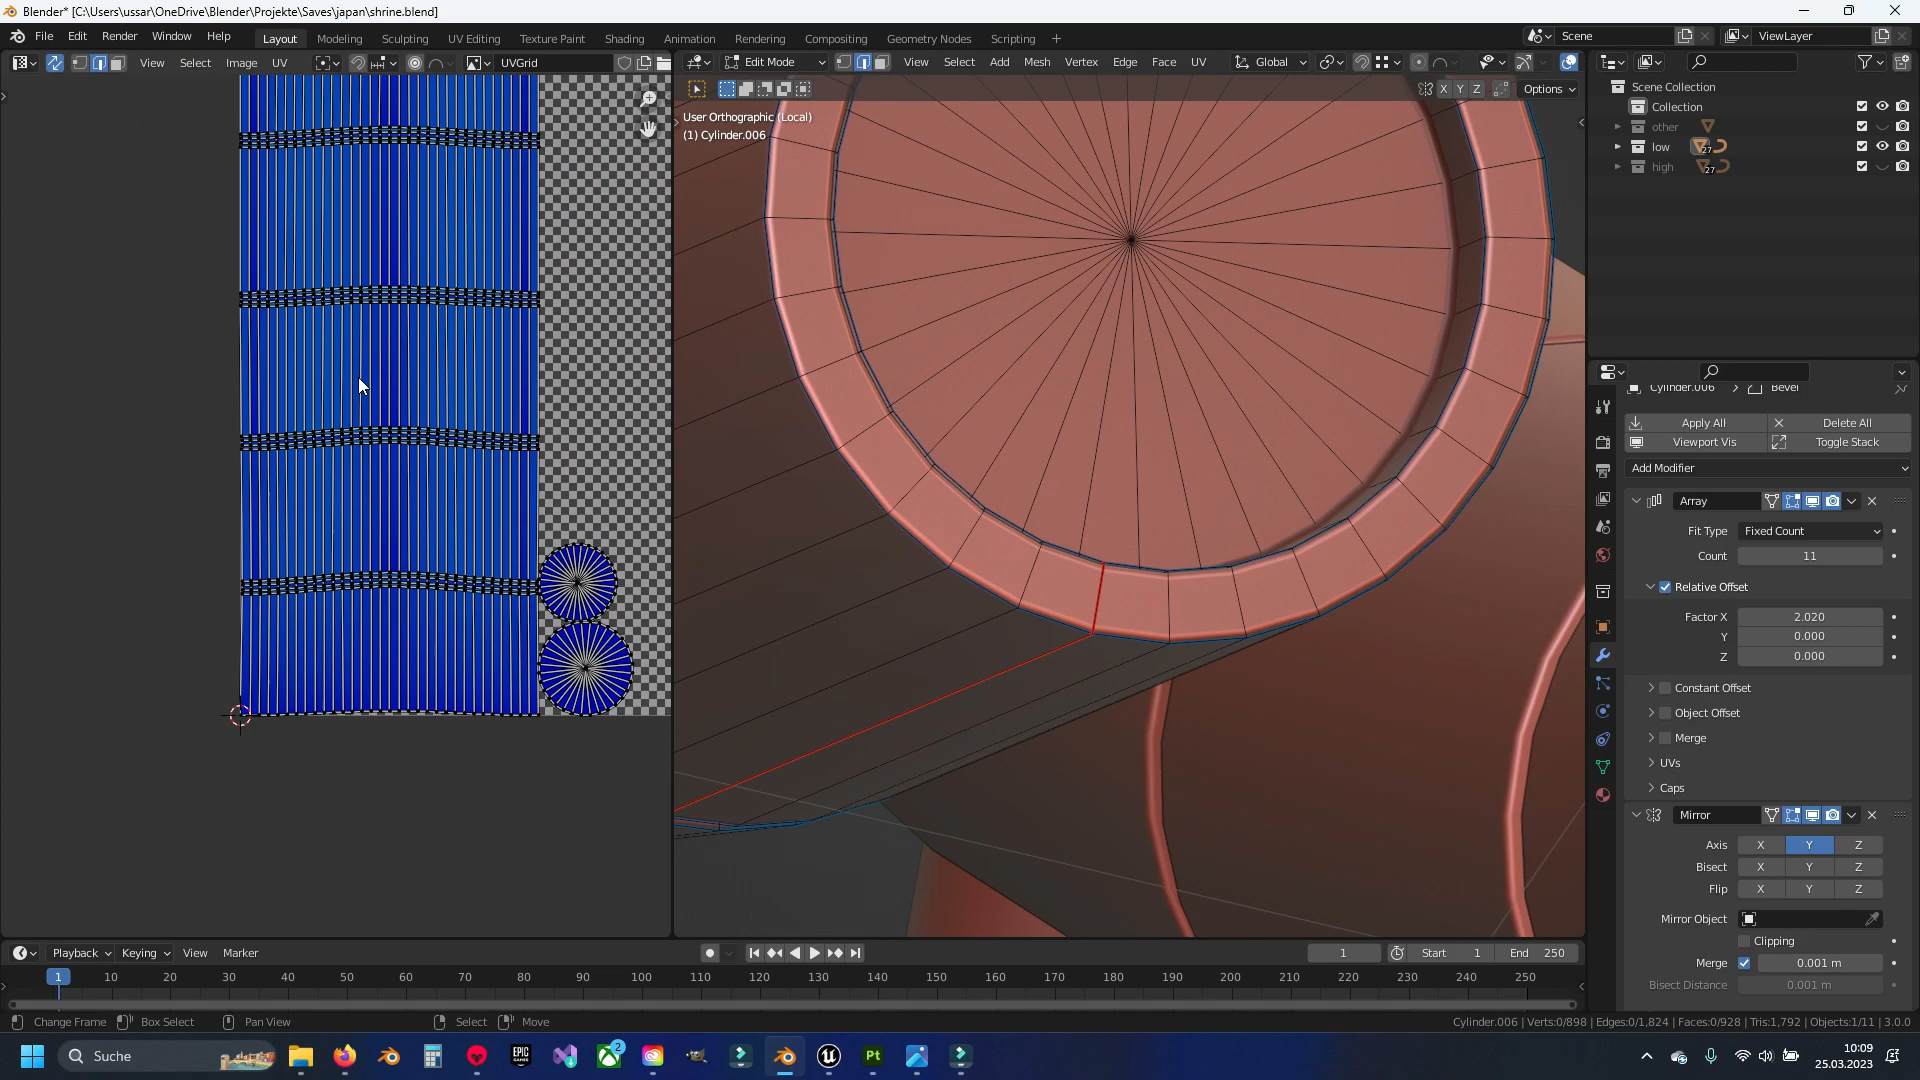 Blender* [C:\Users\ussar\OneDrive\Blender\Projekte\Saves\japan\shrine.blend]
File Edit Render Window Help Layout Modeling Sculpting UV Editing Texture Paint Shading Animation Rendering Compositing Geometry Nodes Scripting + Scene ViewLayer
View Select Image UV UVGrid Edit Mode View Select Add Mesh Vertex Edge Face UV Global
X Y Z Options
User Orthographic (Local)
(1) Cylinder.006
Scene Collection
Collection
other
low 27
high 27
Cylinder.006 > Bevel
Apply All Delete All
Viewport Vis Toggle Stack
Add Modifier
Array
Fit Type Fixed Count
Count 11
Relative Offset
Factor X 2.020
Y 0.000
Z 0.000
Constant Offset
Object Offset
Merge
UVs
Caps
Mirror
Axis X Y Z
Bisect X Y Z
Flip X Y Z
Mirror Object
Clipping
Merge 0.001 m
Bisect Distance 0.001 m
Playback Keying View Marker 1 Start 1 End 250
1 10 20 30 40 50 60 70 80 90 100 110 120 130 140 150 160 170 180 190 200 210 220 230 240 250
Change Frame Box Select Pan View Select Move Cylinder.006 | Verts:0/898 | Edges:0/1,824 | Faces:0/928 | Tris:1,792 | Objects:1/11 | 3.0.0
Suche EPIC GAMES 2 Pt 10:09
25.03.2023